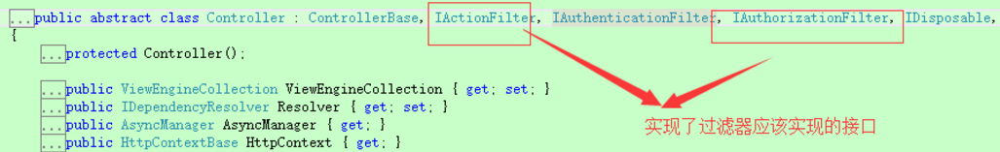 ...public abstract class Controller : ControllerBase, IActionFilter, IAuthenticationFilter, IAuthorizationFilter, IDisposable,
{
...protected Controller();
...public ViewEngineCollection ViewEngineCollection { get; set; }
...public IDependencyResolver Resolver { get; set; }
...public AsyncManager AsyncManager { get; }
...public HttpContextBase HttpContext { get; }
实现了过滤器应该实现的接口